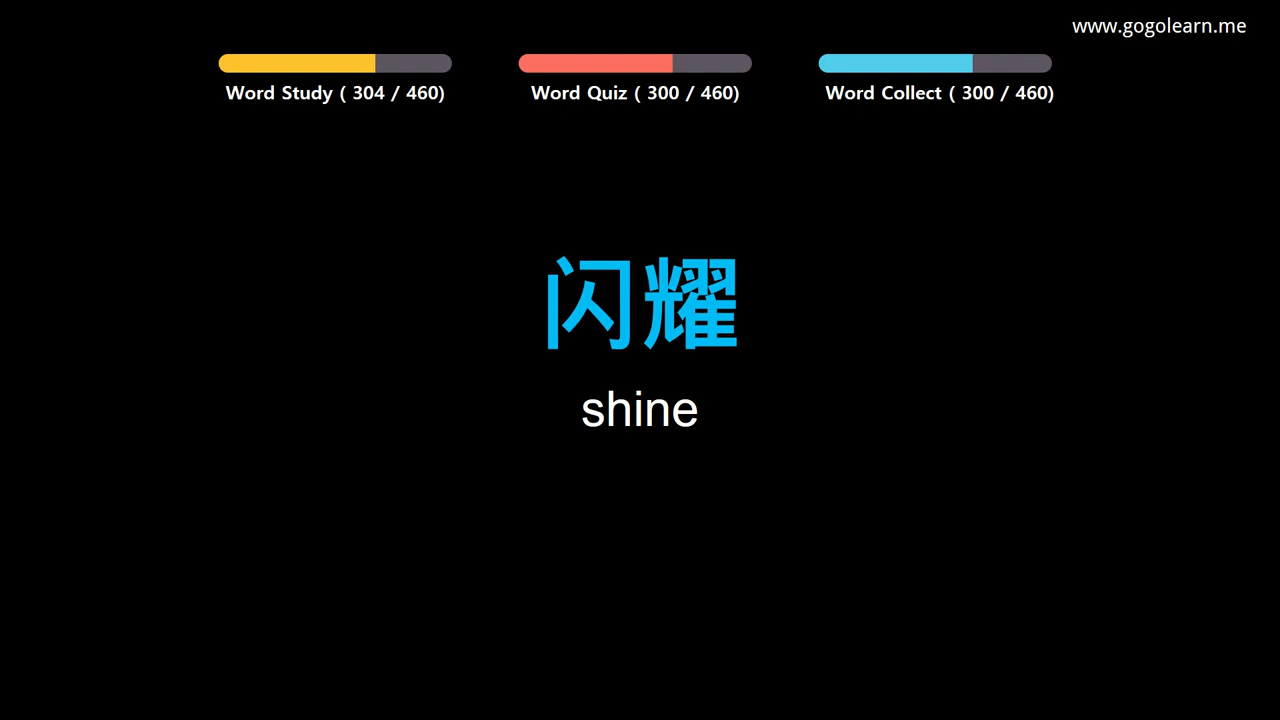 www.gogolearn.me
Word Study ( 304 / 460)
Word Quiz ( 300 / 460)
Word Collect ( 300 / 460)
闪耀
shine